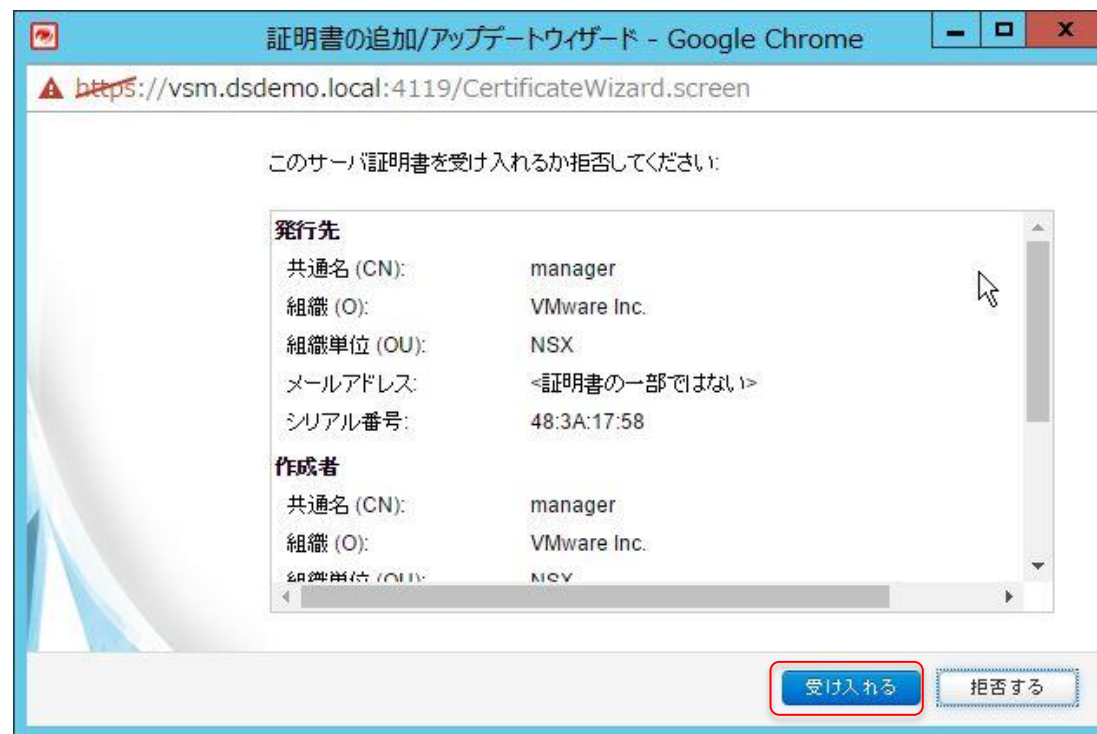 証明書の追加/アップデートウィザード - Google Chrome
https://vsm.dsdemo.local:4119/CertificateWizard.screen
このサーバ証明書を受け入れるか拒否してください:
発行先
共通名 (CN): manager
組織 (O): VMware Inc.
組織単位 (OU): NSX
メールアドレス: <証明書の一部ではない>
シリアル番号: 48:3A:17:58
作成者
共通名 (CN): manager
組織 (O): VMware Inc.
組織単位 (OU): NSX
受け入れる 拒否する